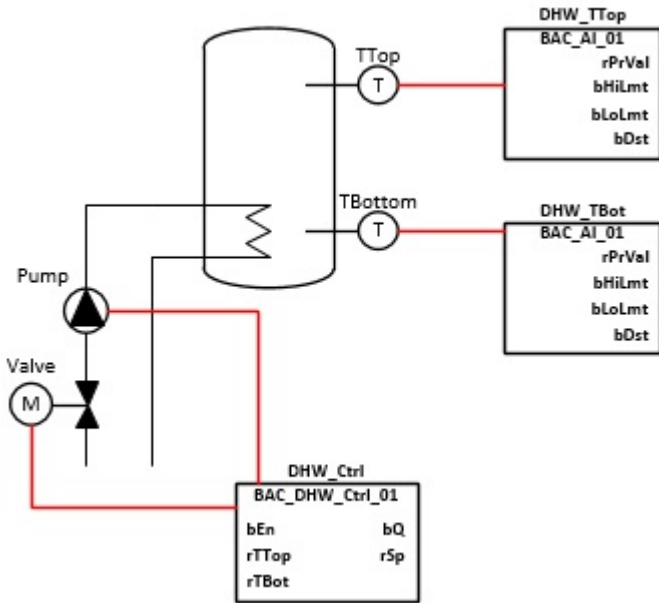 DHW_TTop
BAC_AI_01
rPrVal
bHiLmt
bLoLmt
bDst
TTop
T
TBottom
T
DHW_TBot
BAC_AI_01
rPrVal
bHiLmt
bLoLmt
bDst
Pump
Valve
M
DHW_Ctrl
BAC_DHW_Ctrl_01
bEn bQ
rTTop rSp
rTBot